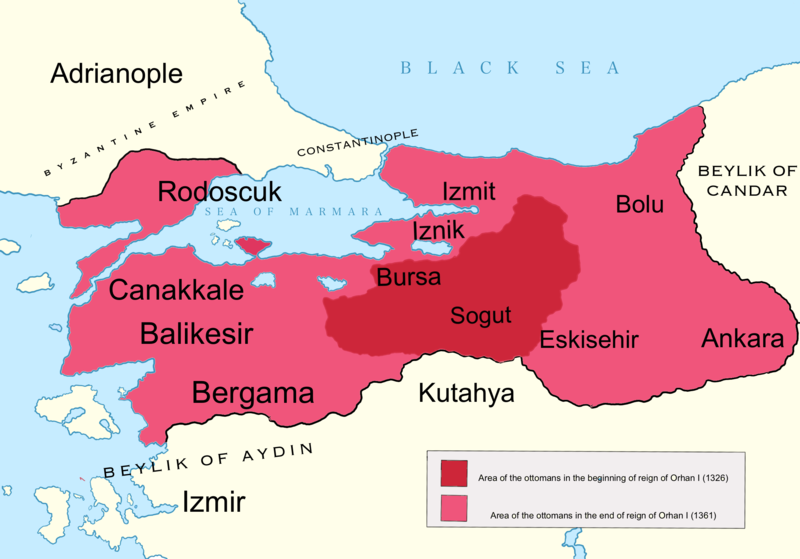 BLACK SEA
Adrianople
BYZANTINE EMPIRE
CONSTANTINOPLE
BEYLIK OF
CANDAR
Rodoscuk
Izmit
SEA OF MARMARA
Bolu
Iznik
Bursa
Canakkale
Sogut
Balikesir
Eskisehir
Ankara
Bergama
Kutahya
BEYLIK OF AYDIN
Izmir
Area of the ottomans in the beginning of reign of Orhan I (1326)
Area of the ottomans in the end of reign of Orhan I (1361)